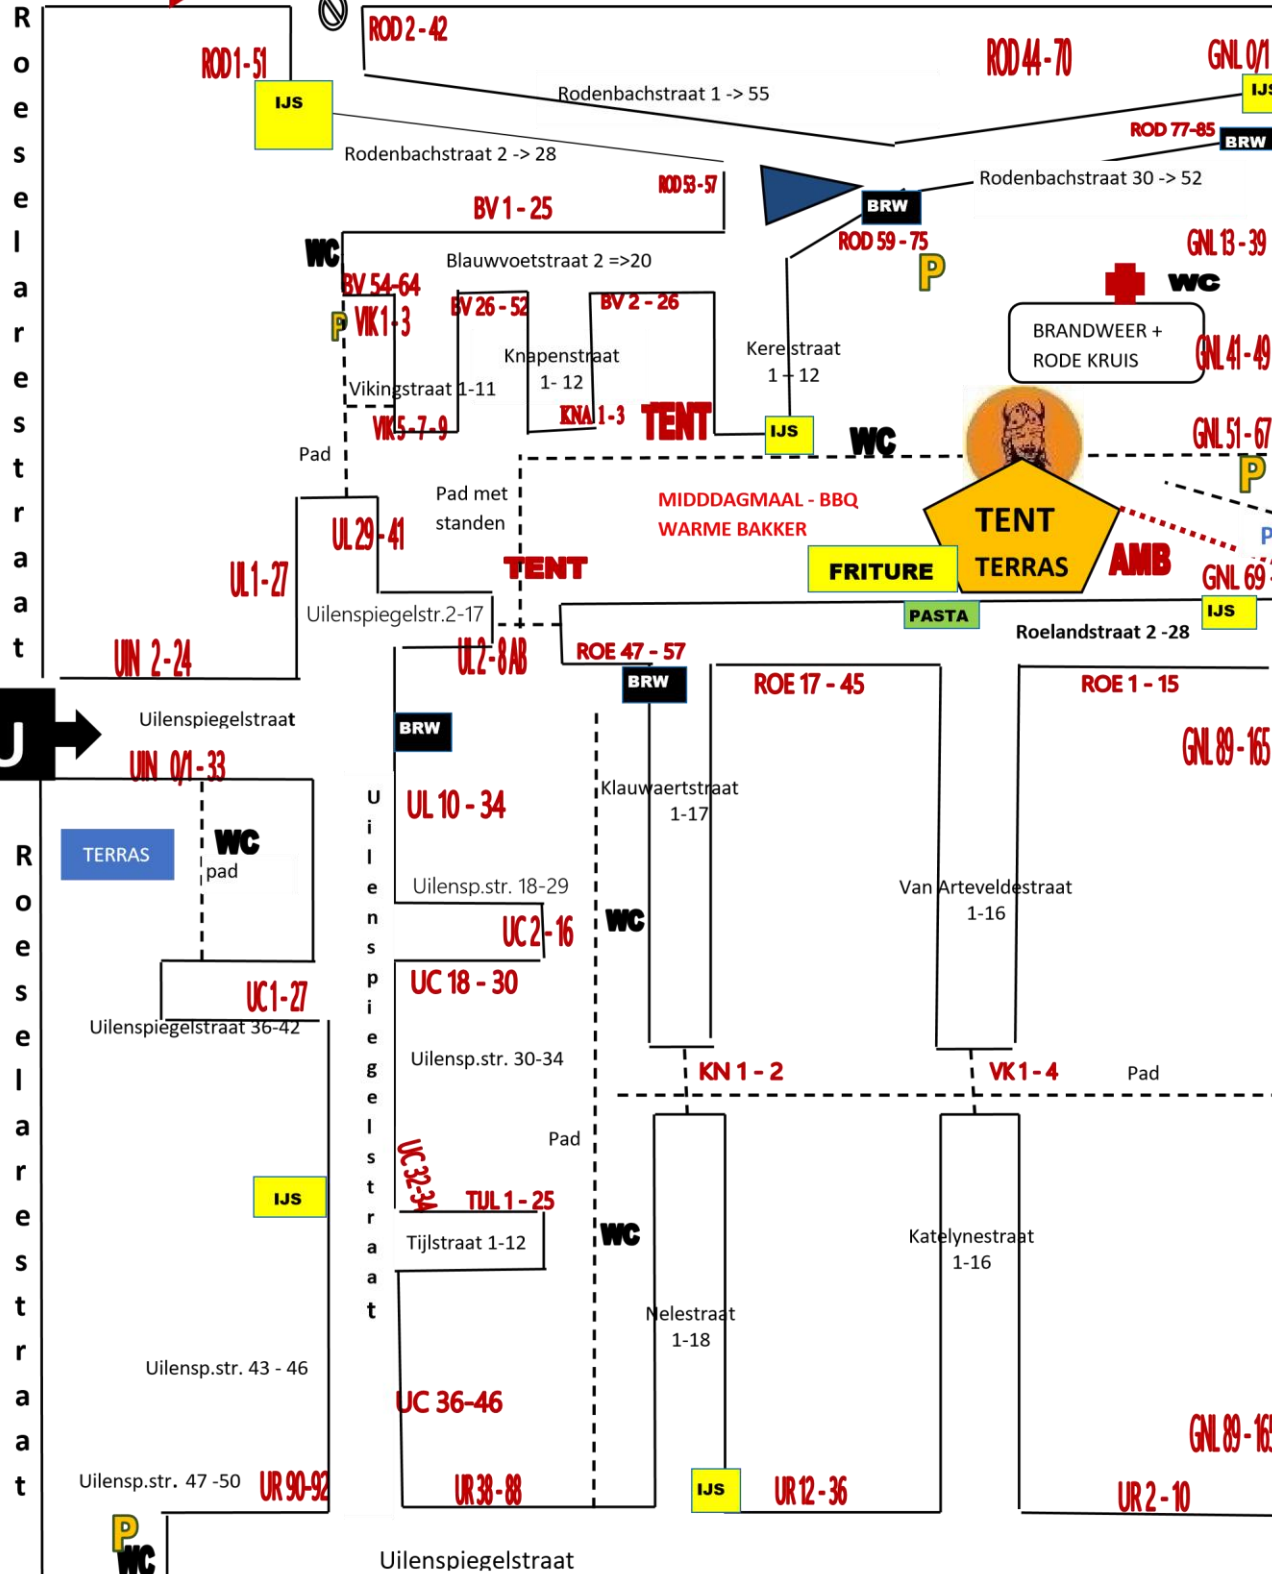 Roeselarestraat
ROD 2 - 42
ROD 1 - 51
ROD 44 - 70
GNL 0/1
IJS
IJS
Rodenbachstraat 1 -> 55
ROD 77-85
BRW
Rodenbachstraat 2 -> 28
ROD 53 - 57
Rodenbachstraat 30 -> 52
BRW
BV 1 - 25
ROD 59 - 75
GNL 13 - 39
WC
Blauwvoetstraat 2 =>20
P
WC
BV 54-64
BV 26 - 52
BV 2 - 26
P
VIK 1 - 3
BRANDWEER +
RODE KRUIS
GNL 41 - 49
Knapenstraat
1- 12
Kerelstraat
1 – 12
Vikingstraat 1-11
VIK 5 - 7 - 9
KNA 1 - 3
TENT
IJS
WC
GNL 51 - 67
Pad
P
Pad met
standen
MIDDDAGMAAL - BBQ
WARME BAKKER
TENT
TERRAS
UL 29 - 41
P
UL 1 - 27
TENT
FRITURE
AMB
GNL 69 -
Uilenspiegelstr.2-17
PASTA
IJS
Roelandstraat 2 -28
UIN 2-24
UL 2 - 8 AB
ROE 47 - 57
BRW
ROE 17 - 45
ROE 1 - 15
U
Uilenspiegelstraat
BRW
GNL 89 - 165
UIN 0/1 - 33
Klauwaertstraat
1-17
UL 10 - 34
Uilenspiegelstraat
Roeselarestraat
TERRAS
WC
pad
Uilensp.str. 18-29
Van Arteveldestraat
1-16
UC 2 - 16
WC
UC 1 - 27
UC 18 - 30
Uilenspiegelstraat 36-42
Uilensp.str. 30-34
KN 1 - 2
VK 1 - 4
Pad
Pad
UC 32-34
IJS
TIJL 1 - 25
Tijlstraat 1-12
WC
Katelynestraat
1-16
Nelestraat
1-18
Uilensp.str. 43 - 46
UC 36-46
GNL 89 - 165
Uilensp.str. 47 -50
UR 90-92
UR 38 - 88
IJS
UR 12 - 36
UR 2 - 10
P
WC
Uilenspiegelstraat